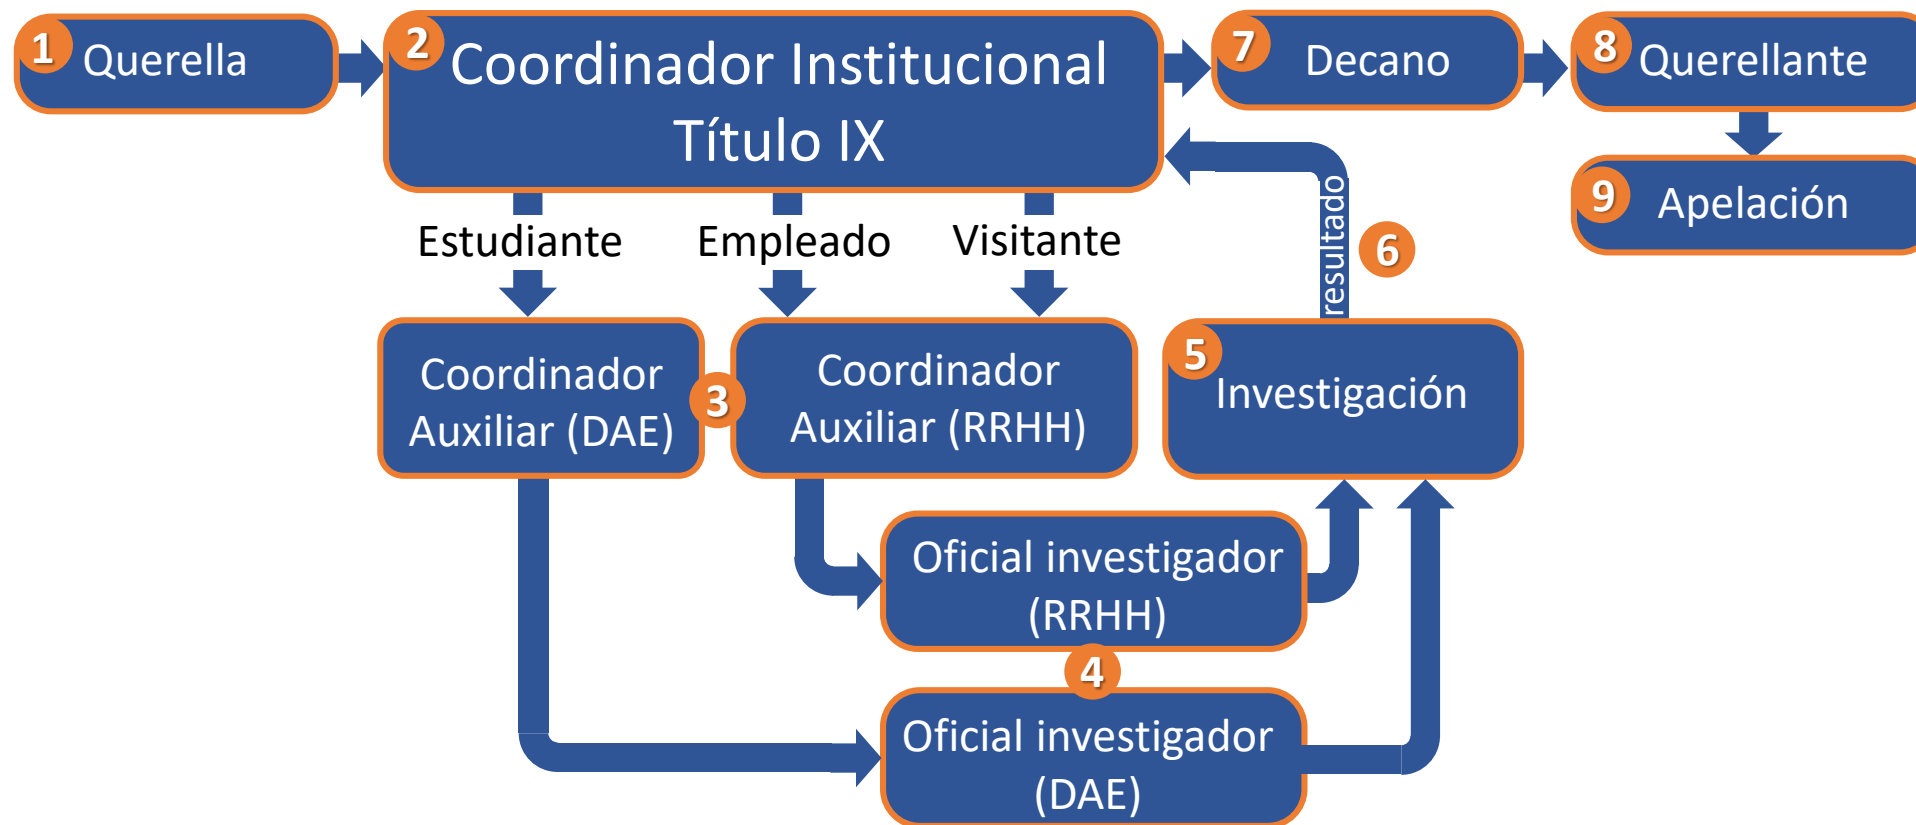 1 Querella
2 Coordinador Institucional
Título IX
7 Decano
8 Querellante
9 Apelación
Estudiante
Empleado
Visitante
resultado
6
Coordinador
Auxiliar (DAE)
3
Coordinador
Auxiliar (RRHH)
5
Investigación
Oficial investigador
(RRHH)
4
Oficial investigador
(DAE)